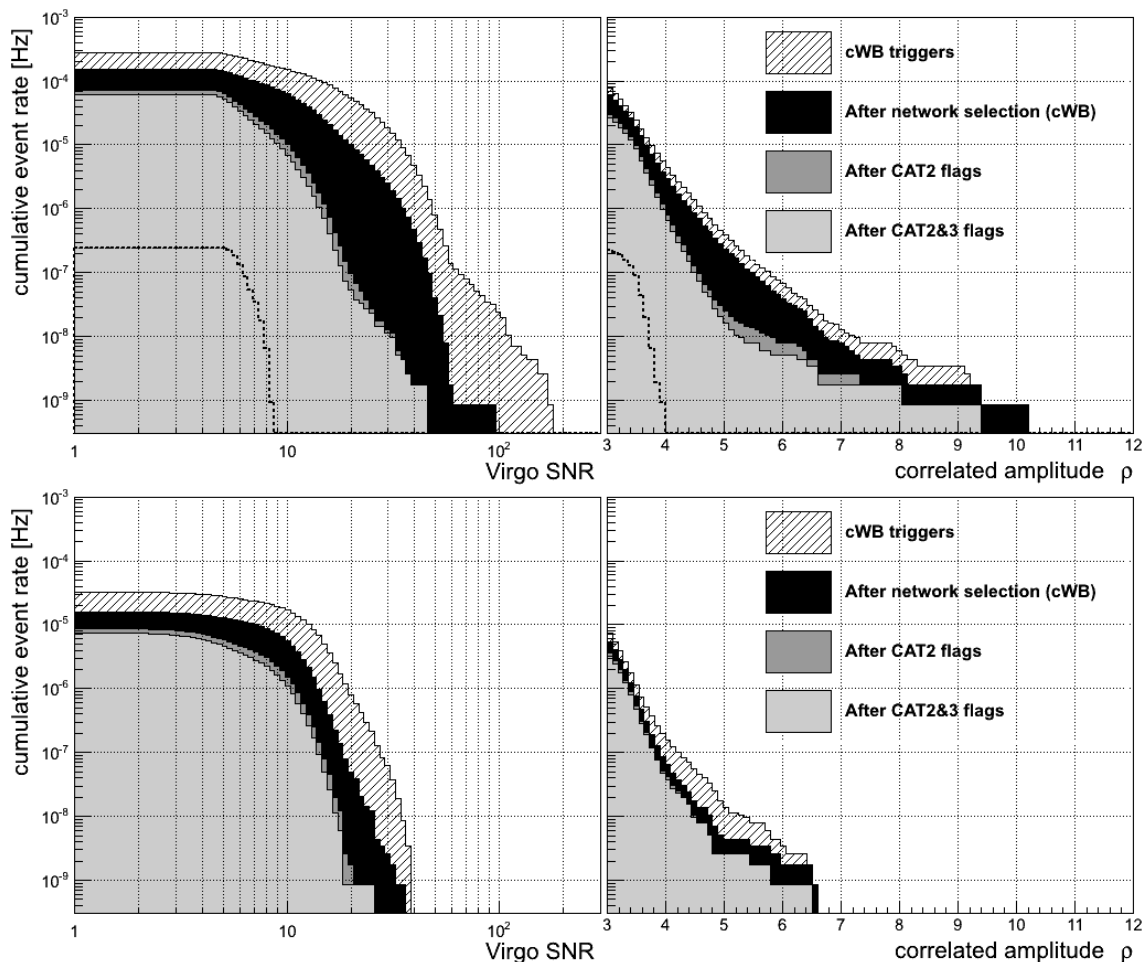 cumulative event rate [Hz]
10⁻³
10⁻⁴
10⁻⁵
10⁻⁶
10⁻⁷
10⁻⁸
10⁻⁹
1
10
10²
Virgo SNR
cWB triggers
After network selection (cWB)
After CAT2 flags
After CAT2&3 flags
3 4 5 6 7 8 9 10 11 12
correlated amplitude ρ
cumulative event rate [Hz]
10⁻³
10⁻⁴
10⁻⁵
10⁻⁶
10⁻⁷
10⁻⁸
10⁻⁹
1
10
10²
Virgo SNR
cWB triggers
After network selection (cWB)
After CAT2 flags
After CAT2&3 flags
3 4 5 6 7 8 9 10 11 12
correlated amplitude ρ